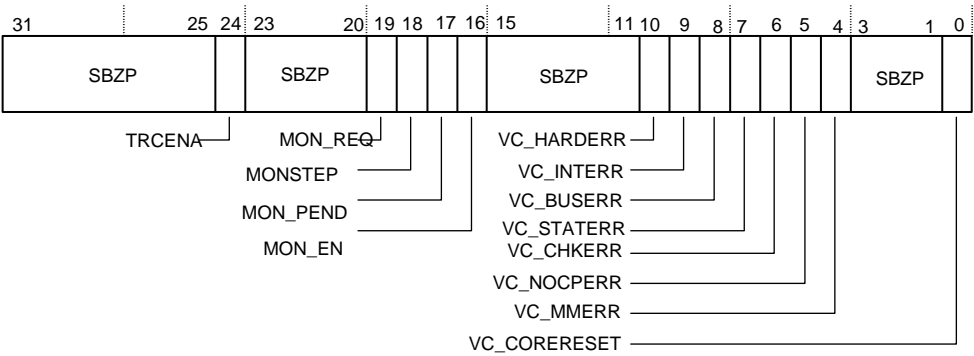 31 25 24 23 20 19 18 17 16 15 11 10 9 8 7 6 5 4 3 1 0
SBZP SBZP SBZP SBZP
TRCENA MON_REQ VC_HARDERR
MONSTEP VC_INTERR
MON_PEND VC_BUSERR
VC_STATERR
MON_EN VC_CHKERR
VC_NOCPERR
VC_MMERR
VC_CORERESET